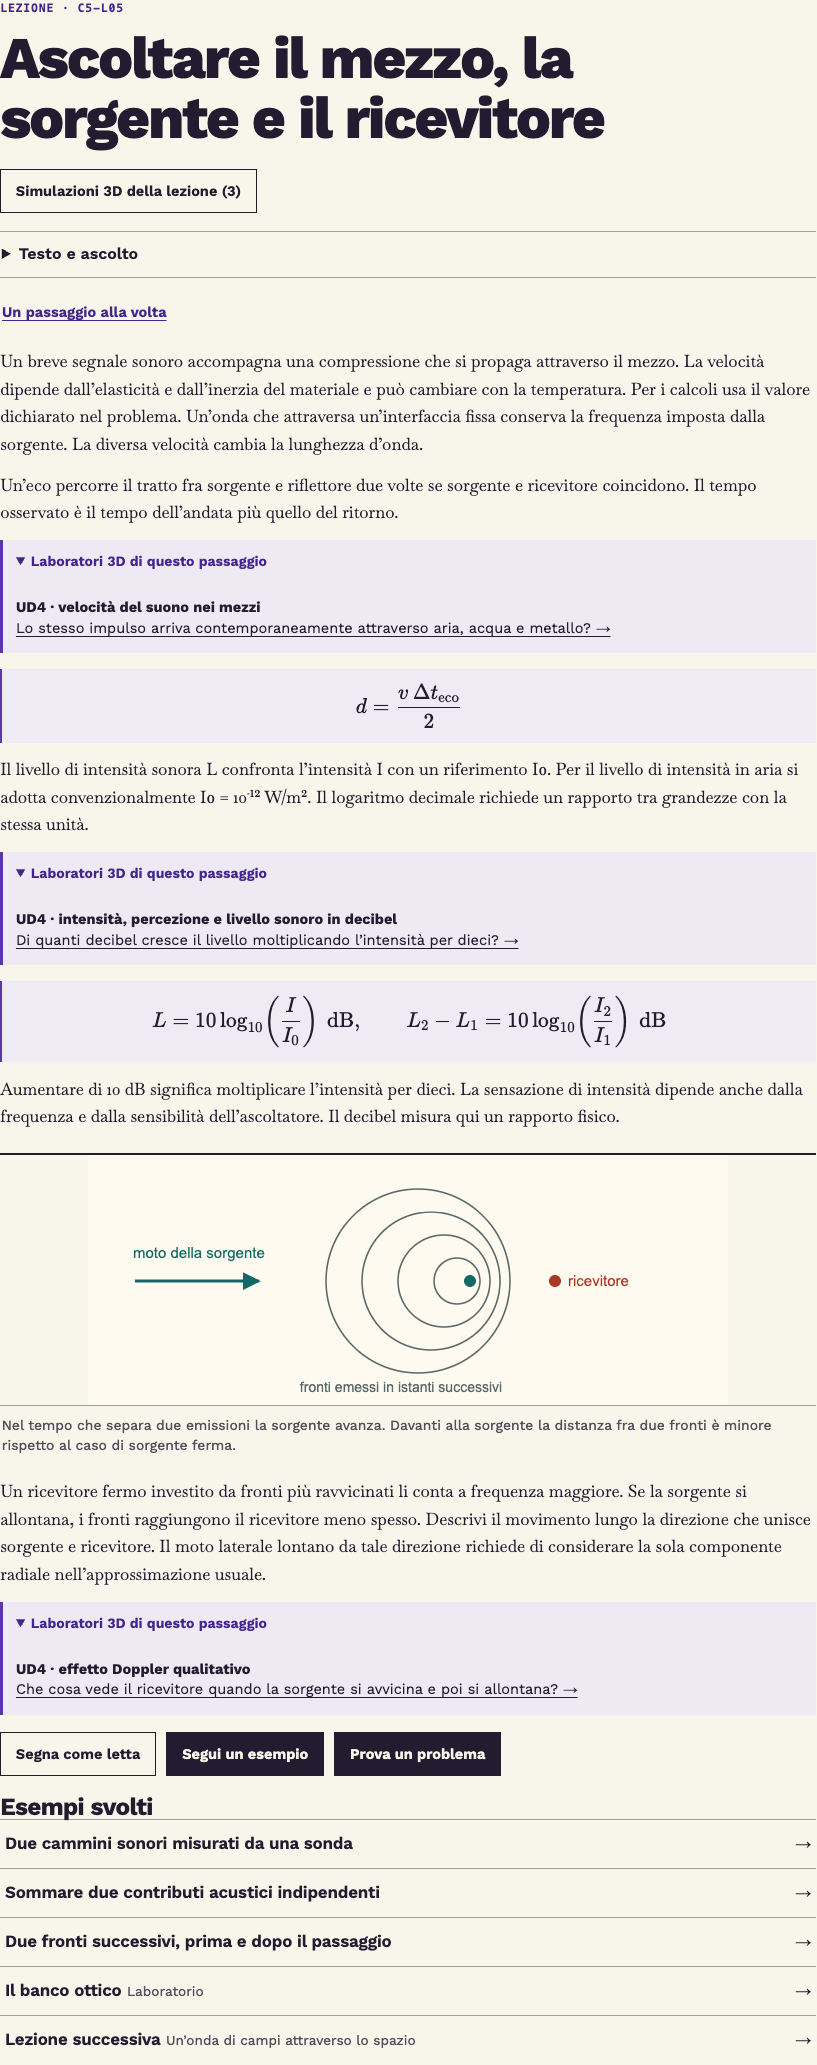 LEZIONE · C5–L05
Ascoltare il mezzo, la
sorgente e il ricevitore
Simulazioni 3D della lezione (3)
▶ Testo e ascolto
Un passaggio alla volta
Un breve segnale sonoro accompagna una compressione che si propaga attraverso il mezzo. La velocità
dipende dall’elasticità e dall’inerzia del materiale e può cambiare con la temperatura. Per i calcoli usa il valore
dichiarato nel problema. Un’onda che attraversa un’interfaccia fissa conserva la frequenza imposta dalla
sorgente. La diversa velocità cambia la lunghezza d’onda.
Un’eco percorre il tratto fra sorgente e riflettore due volte se sorgente e ricevitore coincidono. Il tempo
osservato è il tempo dell’andata più quello del ritorno.
▼ Laboratori 3D di questo passaggio
UD4 · velocità del suono nei mezzi
Lo stesso impulso arriva contemporaneamente attraverso aria, acqua e metallo? →
d = v Δt_eco / 2
Il livello di intensità sonora L confronta l’intensità I con un riferimento I₀. Per il livello di intensità in aria si
adotta convenzionalmente I₀ = 10⁻¹² W/m². Il logaritmo decimale richiede un rapporto tra grandezze con la
stessa unità.
▼ Laboratori 3D di questo passaggio
UD4 · intensità, percezione e livello sonoro in decibel
Di quanti decibel cresce il livello moltiplicando l’intensità per dieci? →
L = 10 log₁₀(I / I₀) dB, L₂ − L₁ = 10 log₁₀(I₂ / I₁) dB
Aumentare di 10 dB significa moltiplicare l’intensità per dieci. La sensazione di intensità dipende anche dalla
frequenza e dalla sensibilità dell’ascoltatore. Il decibel misura qui un rapporto fisico.
moto della sorgente
ricevitore
fronti emessi in istanti successivi
Nel tempo che separa due emissioni la sorgente avanza. Davanti alla sorgente la distanza fra due fronti è minore
rispetto al caso di sorgente ferma.
Un ricevitore fermo investito da fronti più ravvicinati li conta a frequenza maggiore. Se la sorgente si
allontana, i fronti raggiungono il ricevitore meno spesso. Descrivi il movimento lungo la direzione che unisce
sorgente e ricevitore. Il moto laterale lontano da tale direzione richiede di considerare la sola componente
radiale nell’approssimazione usuale.
▼ Laboratori 3D di questo passaggio
UD4 · effetto Doppler qualitativo
Che cosa vede il ricevitore quando la sorgente si avvicina e poi si allontana? →
Segna come letta
Segui un esempio
Prova un problema
Esempi svolti
Due cammini sonori misurati da una sonda →
Sommare due contributi acustici indipendenti →
Due fronti successivi, prima e dopo il passaggio →
Il banco ottico Laboratorio →
Lezione successiva Un’onda di campi attraverso lo spazio →